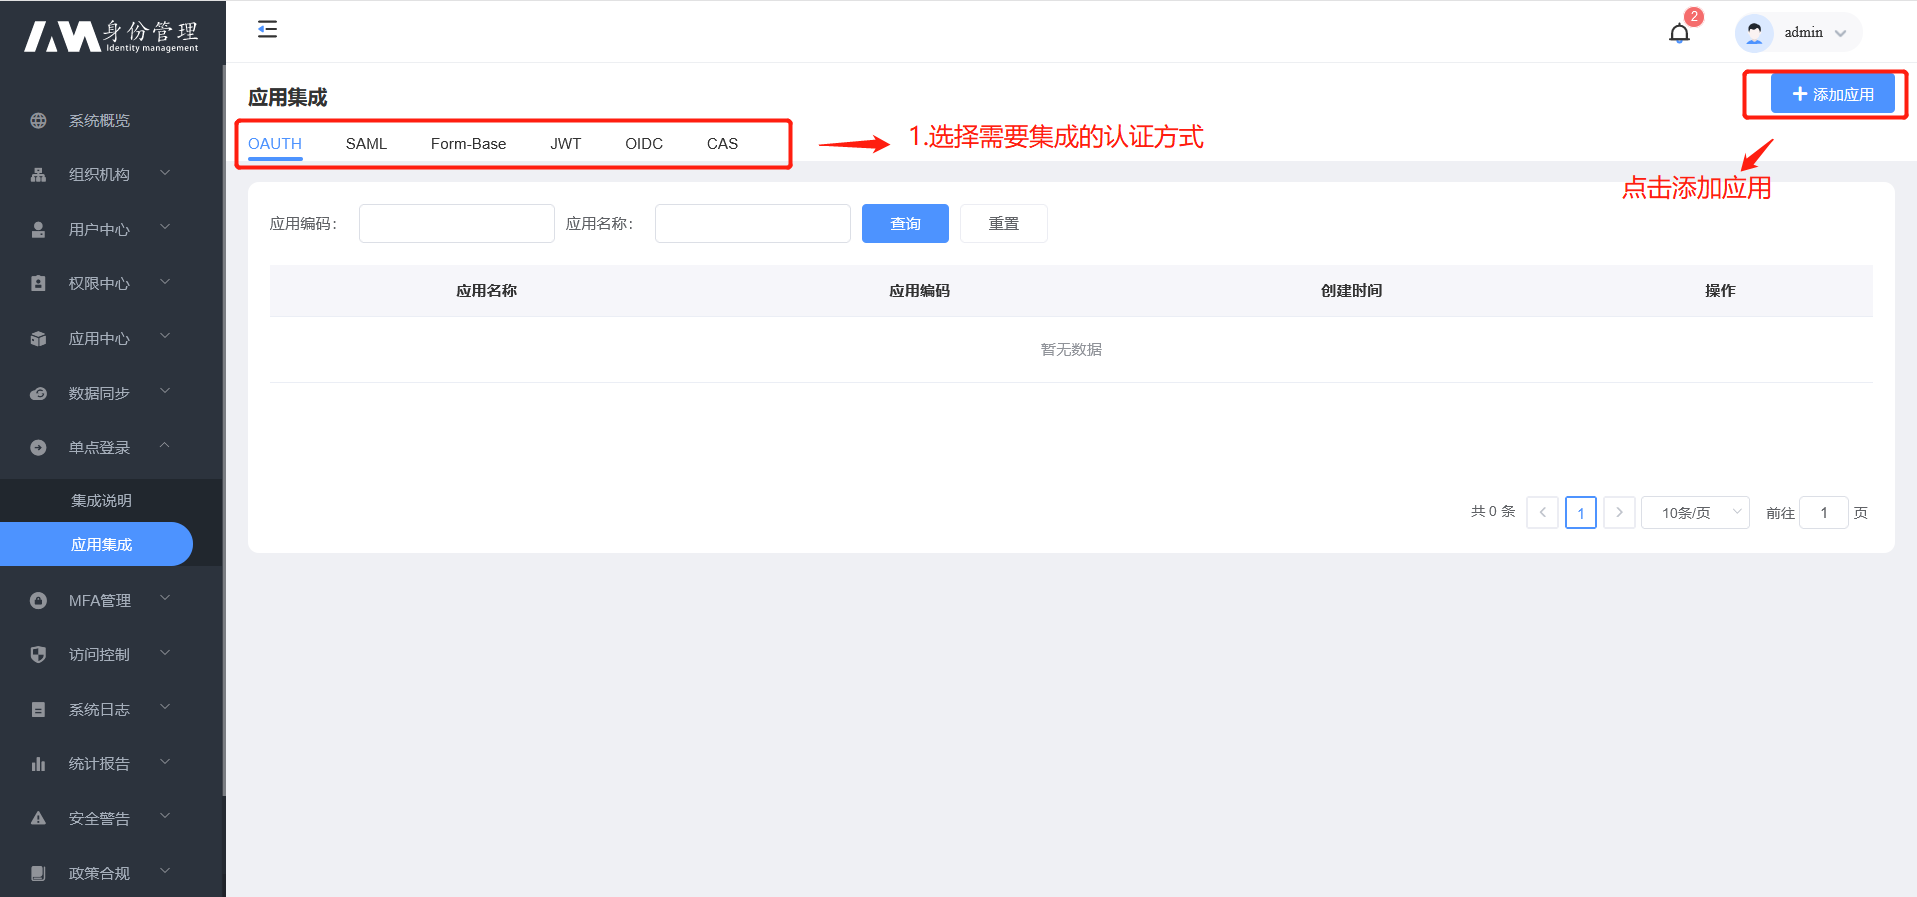 身份管理
Identity management
2
admin
系统概览
组织机构
用户中心
权限中心
应用中心
数据同步
单点登录
集成说明
应用集成
MFA管理
访问控制
系统日志
统计报告
安全警告
政策合规
应用集成
添加应用
OAUTH SAML Form-Base JWT OIDC CAS
1.选择需要集成的认证方式
点击添加应用
应用编码： 应用名称： 查询 重置
应用名称 应用编码 创建时间 操作
暂无数据
共 0 条 1 10条/页 前往 1 页